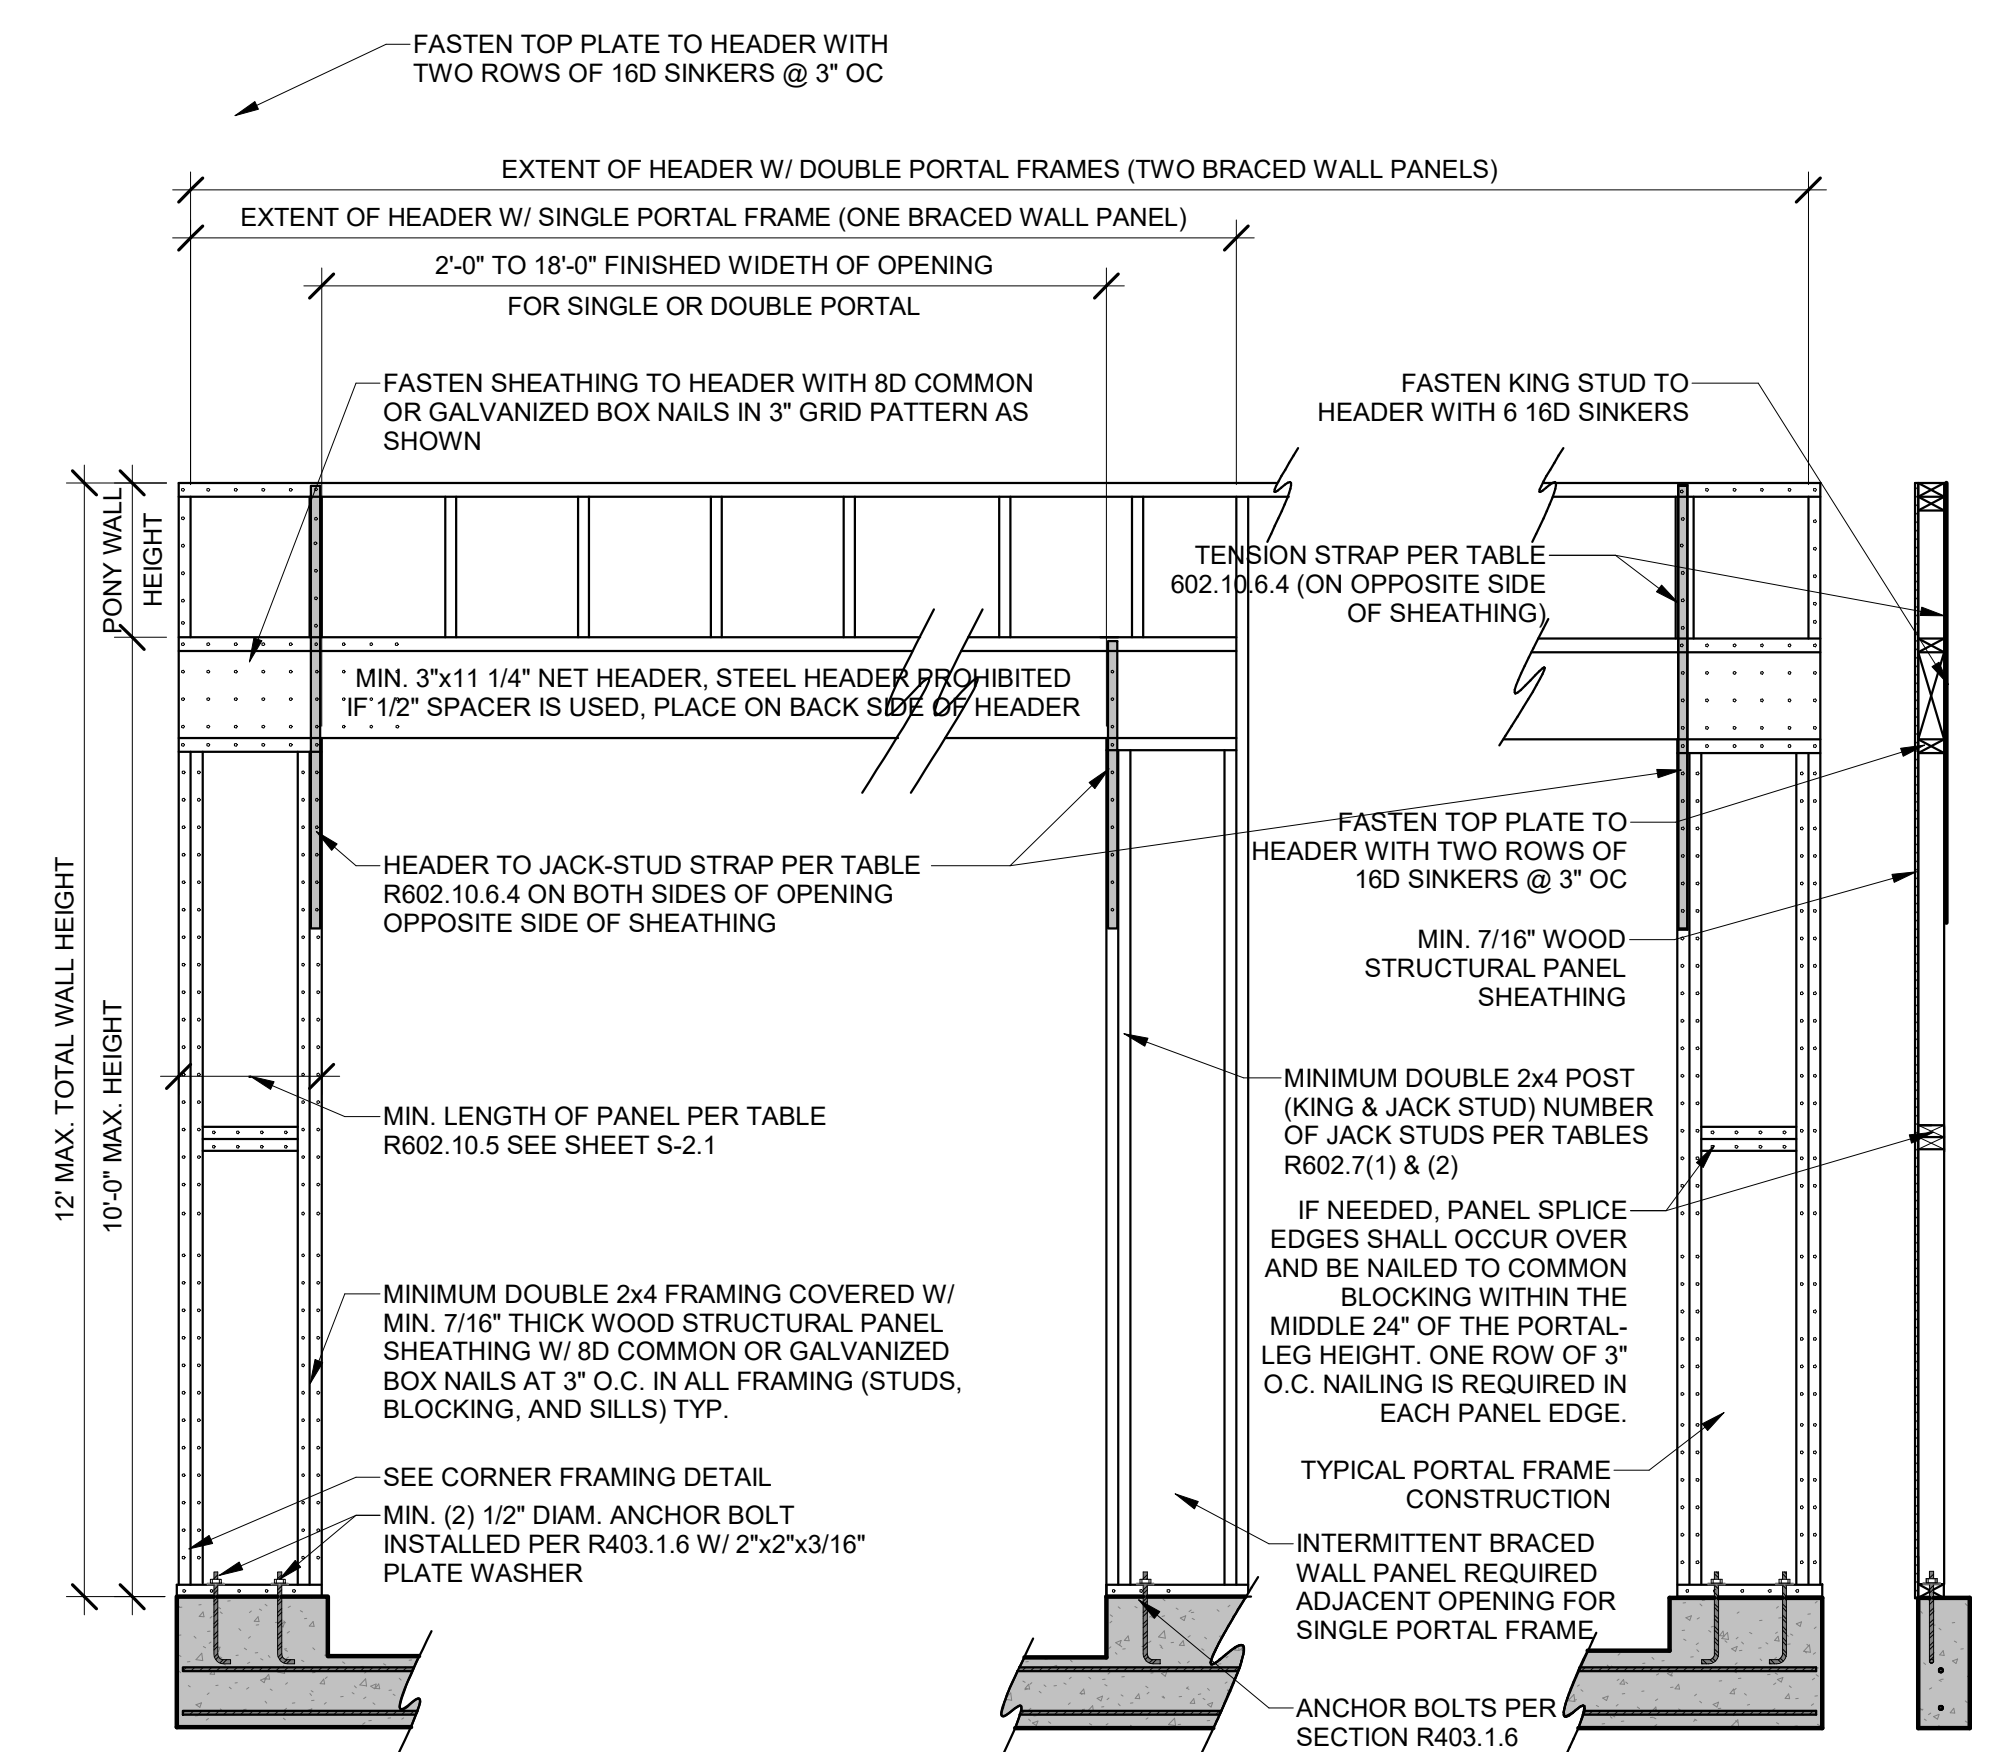 FASTEN TOP PLATE TO HEADER WITH
TWO ROWS OF 16D SINKERS @ 3" OC
EXTENT OF HEADER W/ DOUBLE PORTAL FRAMES (TWO BRACED WALL PANELS)
EXTENT OF HEADER W/ SINGLE PORTAL FRAME (ONE BRACED WALL PANEL)
2'-0" TO 18'-0" FINISHED WIDETH OF OPENING
FOR SINGLE OR DOUBLE PORTAL
FASTEN SHEATHING TO HEADER WITH 8D COMMON
OR GALVANIZED BOX NAILS IN 3" GRID PATTERN AS
SHOWN
FASTEN KING STUD TO
HEADER WITH 6 16D SINKERS
PONY WALL
HEIGHT
TENSION STRAP PER TABLE
602.10.6.4 (ON OPPOSITE SIDE
OF SHEATHING)
MIN. 3"x11 1/4" NET HEADER, STEEL HEADER PROHIBITED
IF 1/2" SPACER IS USED, PLACE ON BACK SIDE OF HEADER
12' MAX. TOTAL WALL HEIGHT
10'-0" MAX. HEIGHT
HEADER TO JACK-STUD STRAP PER TABLE
R602.10.6.4 ON BOTH SIDES OF OPENING
OPPOSITE SIDE OF SHEATHING
FASTEN TOP PLATE TO
HEADER WITH TWO ROWS OF
16D SINKERS @ 3" OC
MIN. 7/16" WOOD
STRUCTURAL PANEL
SHEATHING
MIN. LENGTH OF PANEL PER TABLE
R602.10.5 SEE SHEET S-2.1
MINIMUM DOUBLE 2x4 POST
(KING & JACK STUD) NUMBER
OF JACK STUDS PER TABLES
R602.7(1) & (2)
IF NEEDED, PANEL SPLICE
EDGES SHALL OCCUR OVER
AND BE NAILED TO COMMON
BLOCKING WITHIN THE
MIDDLE 24" OF THE PORTAL-
LEG HEIGHT. ONE ROW OF 3"
O.C. NAILING IS REQUIRED IN
EACH PANEL EDGE.
MINIMUM DOUBLE 2x4 FRAMING COVERED W/
MIN. 7/16" THICK WOOD STRUCTURAL PANEL
SHEATHING W/ 8D COMMON OR GALVANIZED
BOX NAILS AT 3" O.C. IN ALL FRAMING (STUDS,
BLOCKING, AND SILLS) TYP.
SEE CORNER FRAMING DETAIL
MIN. (2) 1/2" DIAM. ANCHOR BOLT
INSTALLED PER R403.1.6 W/ 2"x2"x3/16"
PLATE WASHER
TYPICAL PORTAL FRAME
CONSTRUCTION
INTERMITTENT BRACED
WALL PANEL REQUIRED
ADJACENT OPENING FOR
SINGLE PORTAL FRAME
ANCHOR BOLTS PER
SECTION R403.1.6